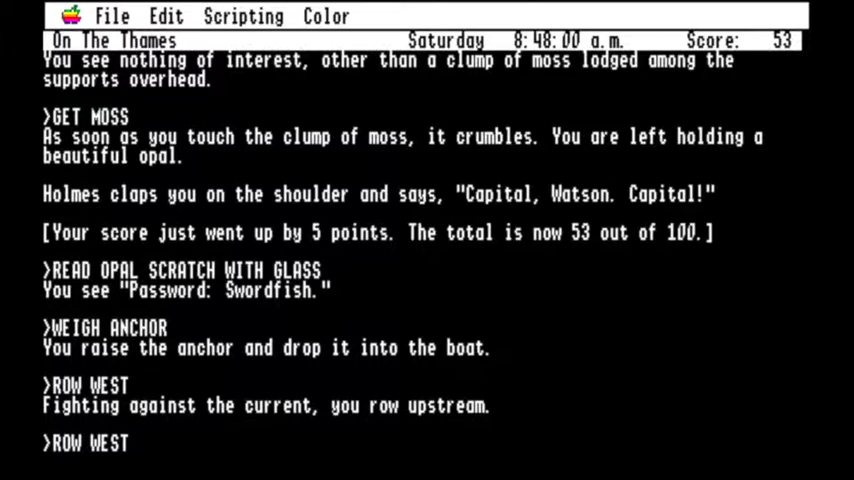 File Edit Scripting Color
On The Thames Saturday 8:48:00 a.m. Score: 53
You see nothing of interest, other than a clump of moss lodged among the
supports overhead.
>GET MOSS
As soon as you touch the clump of moss, it crumbles. You are left holding a
beautiful opal.
Holmes claps you on the shoulder and says, "Capital, Watson. Capital!"
[Your score just went up by 5 points. The total is now 53 out of 100.]
>READ OPAL SCRATCH WITH GLASS
You see "Password: Swordfish."
>WEIGH ANCHOR
You raise the anchor and drop it into the boat.
>ROW WEST
Fighting against the current, you row upstream.
>ROW WEST